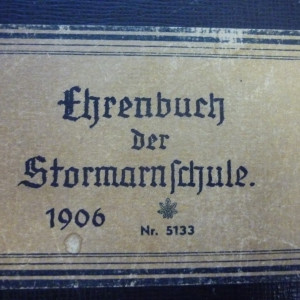 Ehrenbuch
der
Stormarnſchule.
1906
Nr. 5133